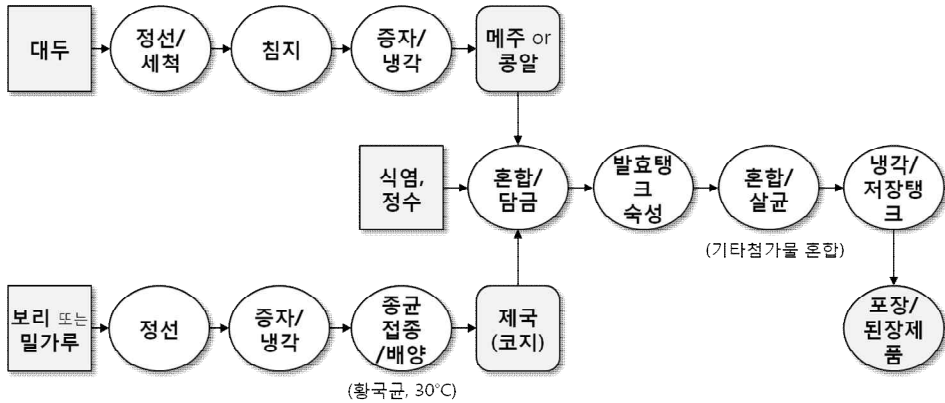 대두
정선/
세척
침지
증자/
냉각
메주 or
콩알
식염,
정수
혼합/
담금
발효탱
크
숙성
혼합/
살균
(기타첨가물 혼합)
냉각/
저장탱
크
보리 또는
밀가루
정선
증자/
냉각
종균
접종
/배양
(황국균, 30°C)
제국
(코지)
포장/
된장제
품